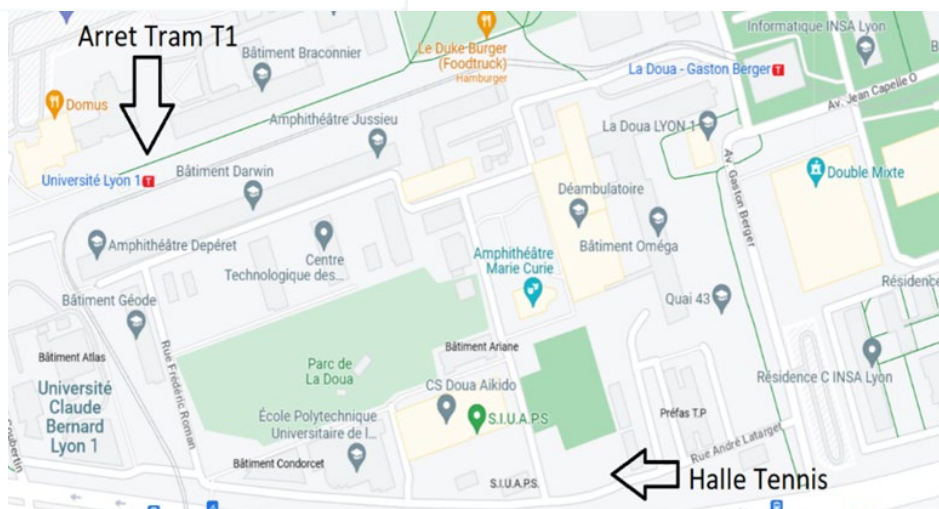 Arret Tram T1
Informatique INSA Lyon
Bâtiment Braconnier
Le Duke Burger
(Foodtruck)
Hamburger
La Doua - Gaston Berger
Domus
Av. Jean Capelle O
Amphithéâtre Jussieu
La Doua LYON 1
Université Lyon 1
Bâtiment Darwin
Double Mixte
Av. Gaston Berger
Déambulatoire
Amphithéâtre Depéret
Centre
Technologique des...
Amphithéâtre
Marie Curie
Bâtiment Oméga
Résidence
Bâtiment Géode
Quai 43
Rue Frédéric Roman
Bâtiment Atlas
Parc de
La Doua
Bâtiment Ariane
Résidence C INSA Lyon
Université
Claude
Bernard
Lyon 1
CS Doua Aikido
S.I.U.A.P.S
Préfas T.P
École Polytechnique
Universitaire de l...
Rue André Latarget
Bâtiment Condorcet
S.I.U.A.P.S.
Halle Tennis